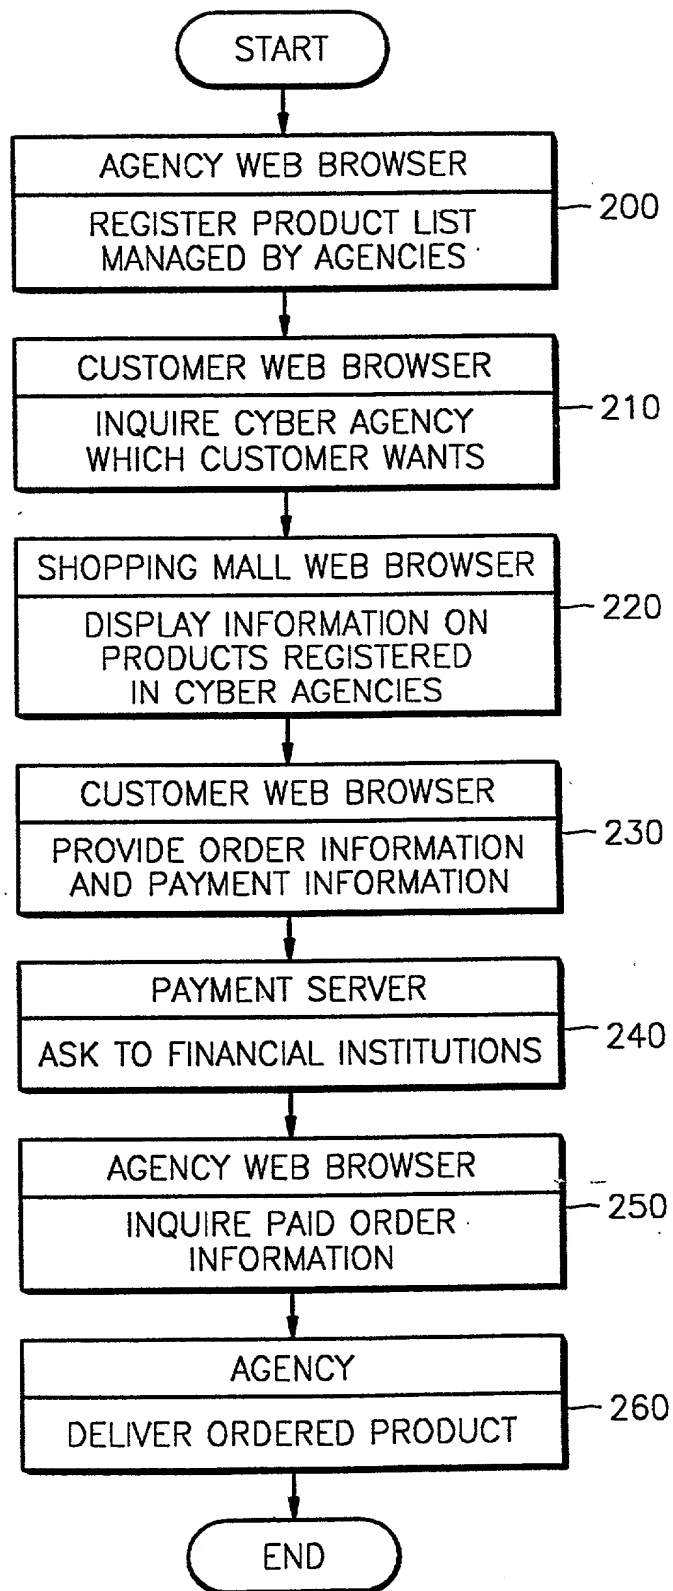 START
AGENCY WEB BROWSER
REGISTER PRODUCT LIST
MANAGED BY AGENCIES
200
CUSTOMER WEB BROWSER
INQUIRE CYBER AGENCY
WHICH CUSTOMER WANTS
210
SHOPPING MALL WEB BROWSER
DISPLAY INFORMATION ON
PRODUCTS REGISTERED
IN CYBER AGENCIES
220
CUSTOMER WEB BROWSER
PROVIDE ORDER INFORMATION
AND PAYMENT INFORMATION
230
PAYMENT SERVER
ASK TO FINANCIAL INSTITUTIONS
240
AGENCY WEB BROWSER
INQUIRE PAID ORDER
INFORMATION
250
AGENCY
DELIVER ORDERED PRODUCT
260
END